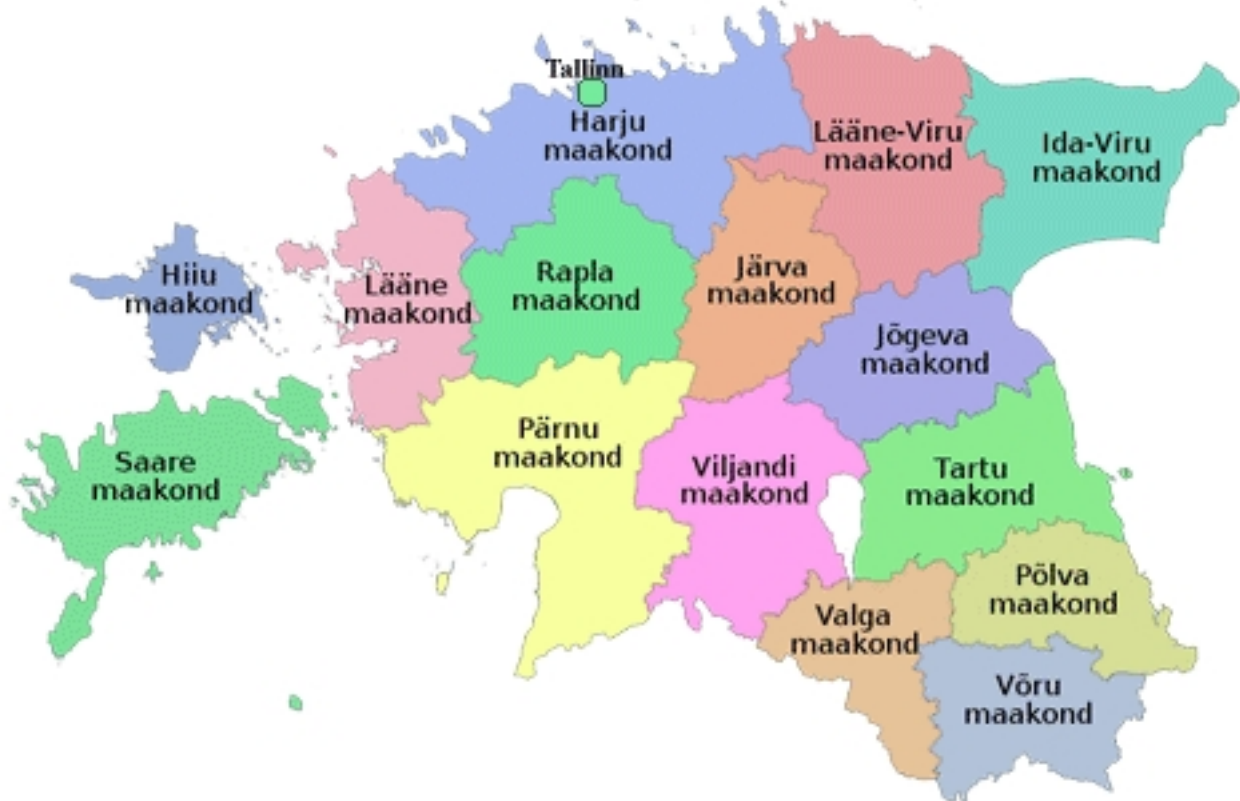 Tallinn
Harju
maakond
Lääne-Viru
maakond
Ida-Viru
maakond
Hiiu
maakond
Lääne
maakond
Rapla
maakond
Järva
maakond
Jõgeva
maakond
Saare
maakond
Pärnu
maakond
Viljandi
maakond
Tartu
maakond
Põlva
maakond
Valga
maakond
Võru
maakond